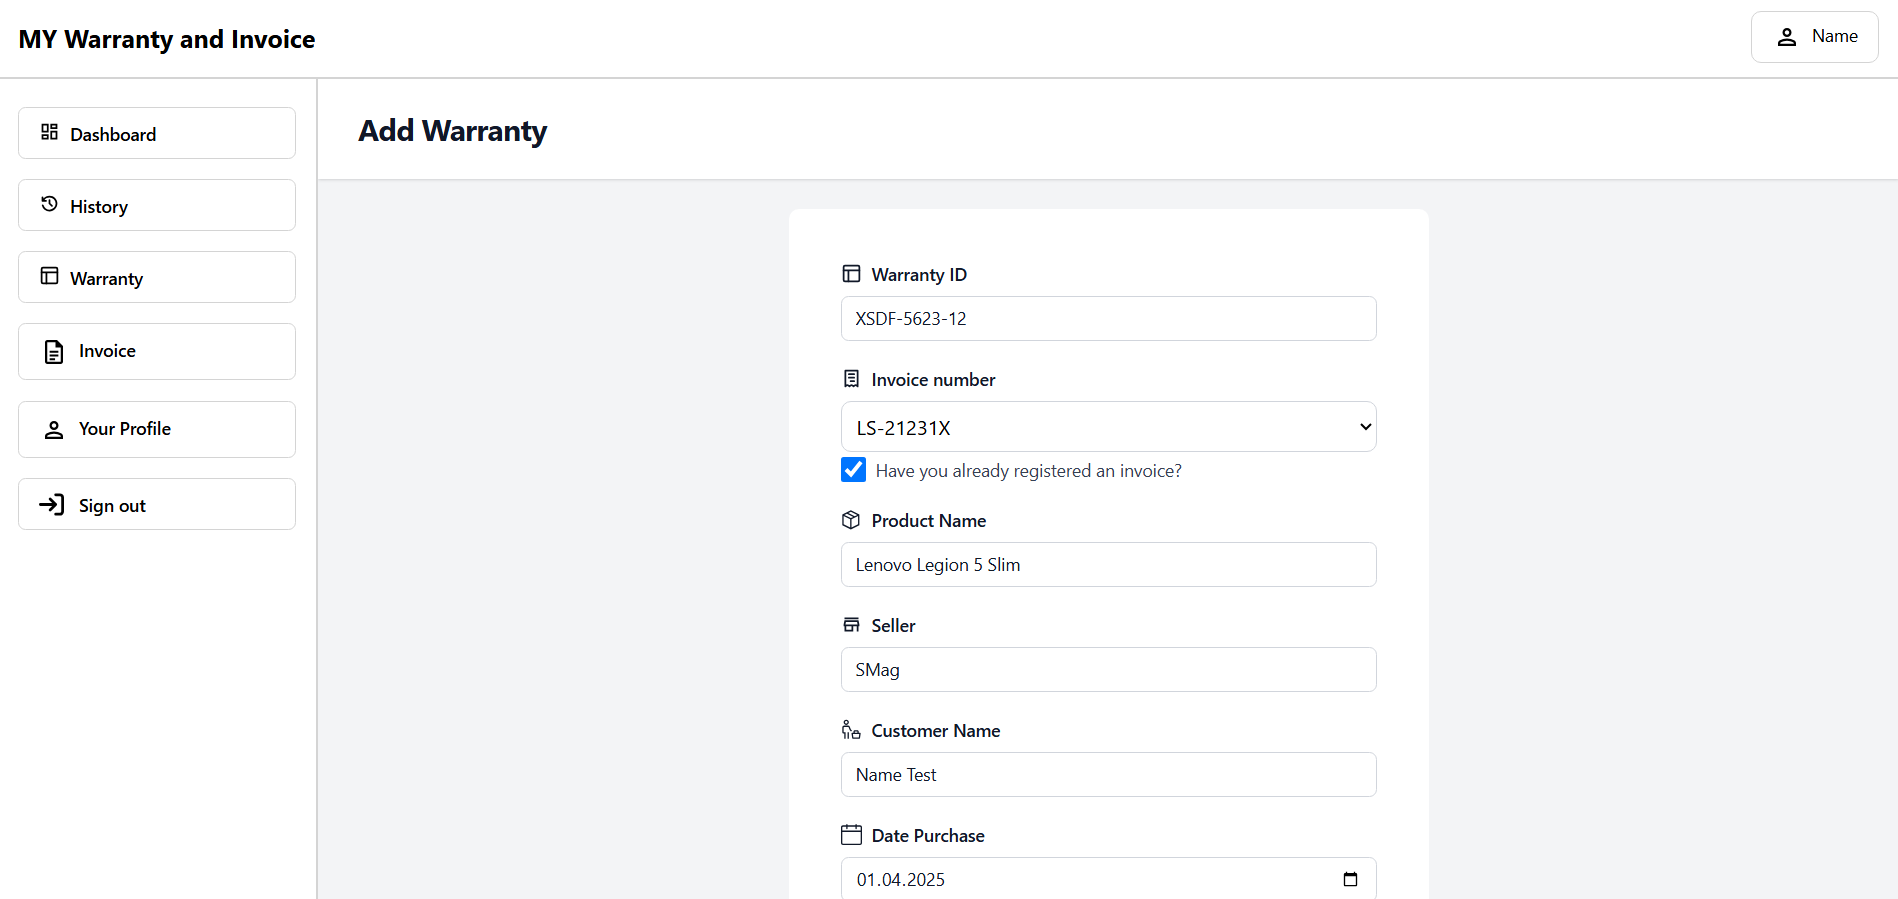 MY Warranty and Invoice
Name
Dashboard
History
Warranty
Invoice
Your Profile
Sign out
Add Warranty
Warranty ID
XSDF-5623-12
Invoice number
LS-21231X
Have you already registered an invoice?
Product Name
Lenovo Legion 5 Slim
Seller
SMag
Customer Name
Name Test
Date Purchase
01.04.2025